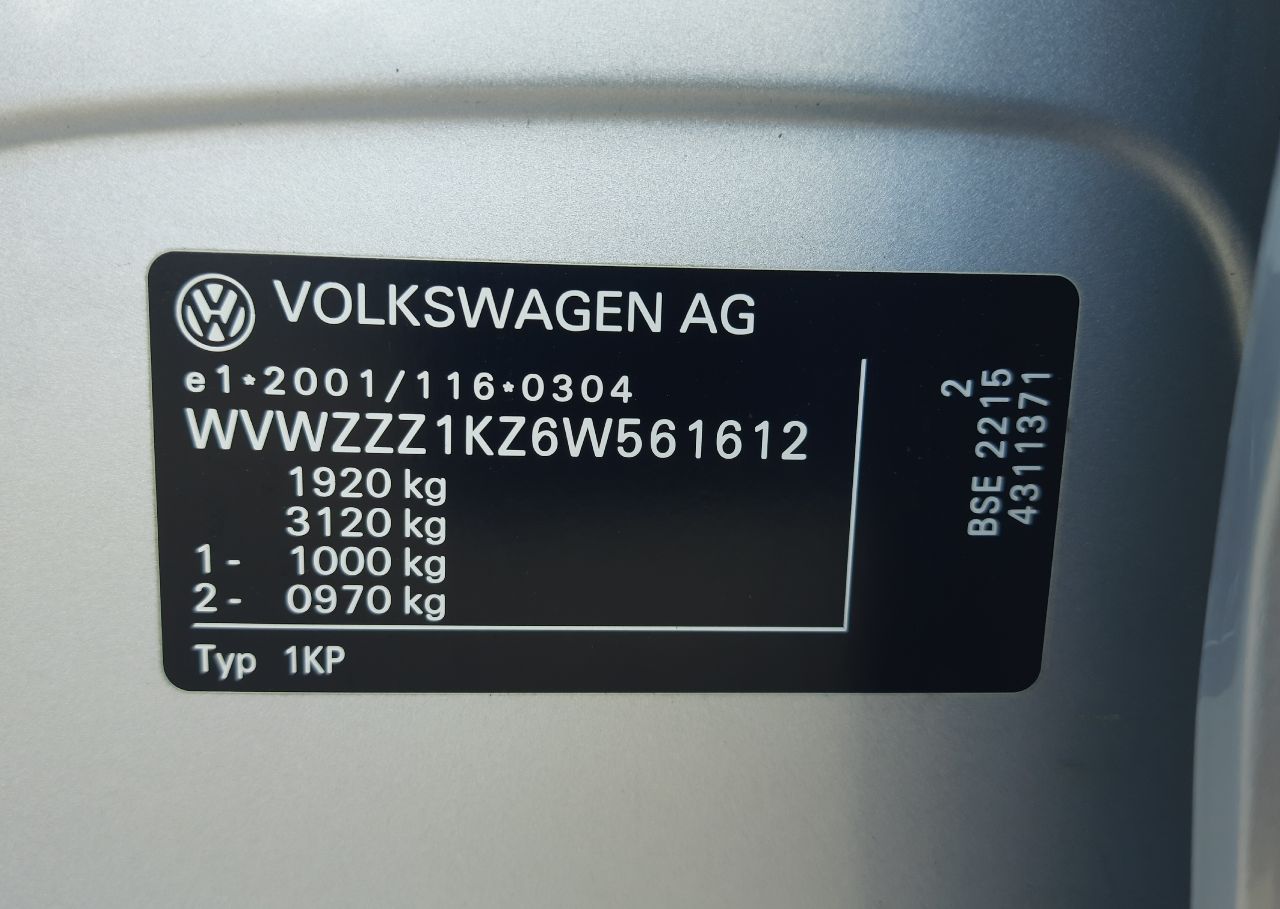 VOLKSWAGEN AG
e1*2001/116*0304
WVWZZZ1KZ6W561612
1920 kg
3120 kg
1- 1000 kg
2- 0970 kg
Typ 1KP
2
BSE 2215
4311371